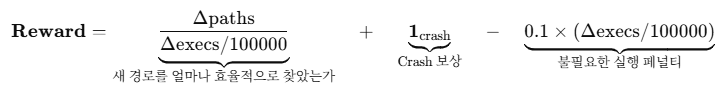 Reward = Δpaths / (Δexecs/100000) + 1_crash − 0.1 × (Δexecs/100000)
새 경로를 얼마나 효율적으로 찾았는가 Crash 보상 불필요한 실행 페널티